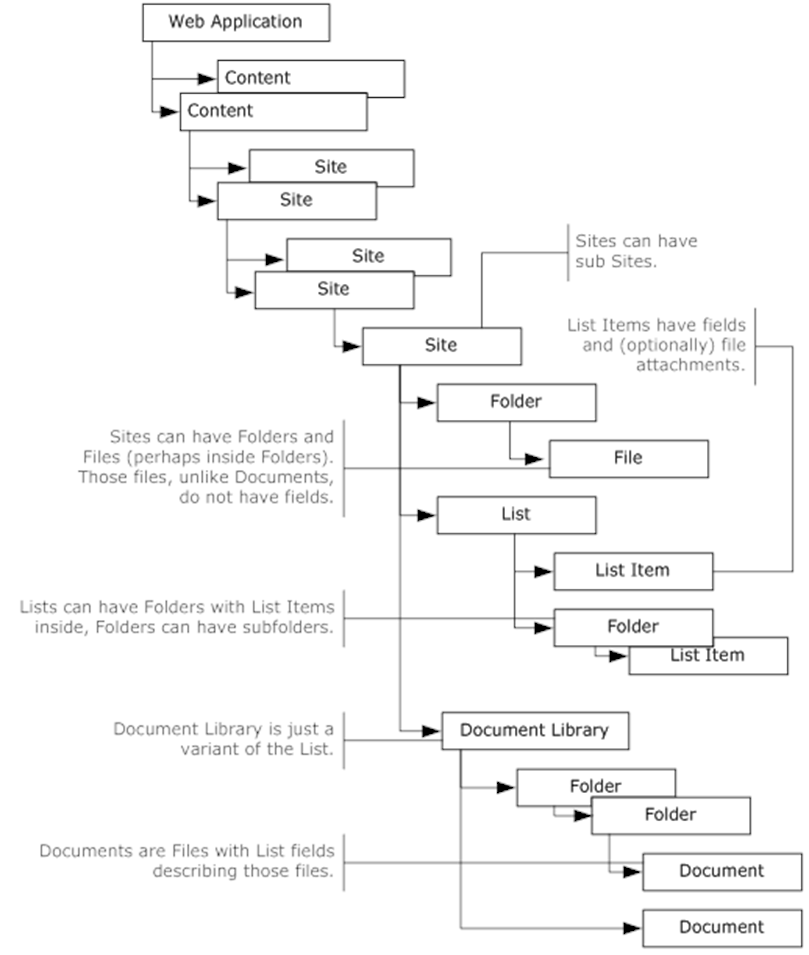 Web Application
Content
Content
Site
Site
Site
Site
Sites can have
sub Sites.
List Items have fields
and (optionally) file
attachments.
Site
Folder
Sites can have Folders and
Files (perhaps inside Folders).
Those files, unlike Documents,
do not have fields.
File
List
List Item
Lists can have Folders with List Items
inside, Folders can have subfolders.
Folder
List Item
Document Library is just a
variant of the List.
Document Library
Folder
Folder
Documents are Files with List fields
describing those files.
Document
Document